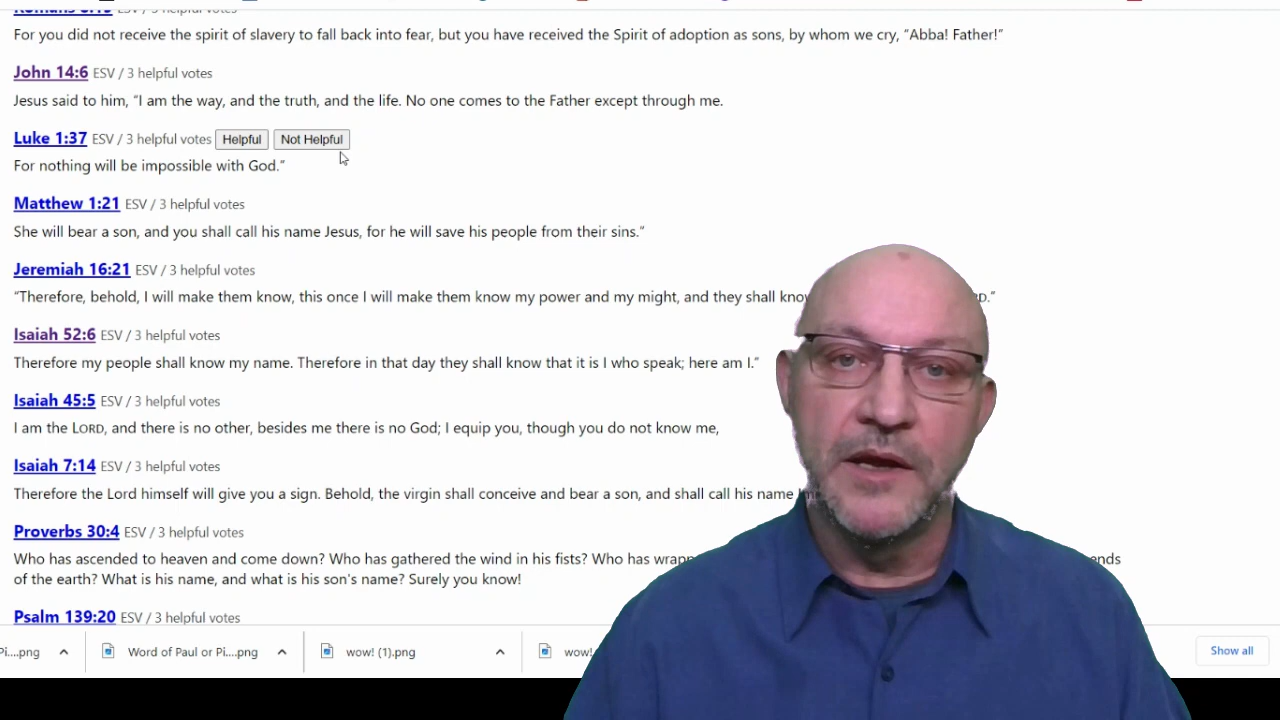 For you did not receive the spirit of slavery to fall back into fear, but you have received the Spirit of adoption as sons, by whom we cry, “Abba! Father!”
John 14:6 ESV / 3 helpful votes
Jesus said to him, “I am the way, and the truth, and the life. No one comes to the Father except through me.
Luke 1:37 ESV / 3 helpful votes Helpful Not Helpful
For nothing will be impossible with God.”
Matthew 1:21 ESV / 3 helpful votes
She will bear a son, and you shall call his name Jesus, for he will save his people from their sins.”
Jeremiah 16:21 ESV / 3 helpful votes
“Therefore, behold, I will make them know, this once I will make them know my power and my might, and they shall
Isaiah 52:6 ESV / 3 helpful votes
Therefore my people shall know my name. Therefore in that day they shall know that it is I who speak; here am I.”
Isaiah 45:5 ESV / 3 helpful votes
I am the LORD, and there is no other, besides me there is no God; I equip you, though you do not know me,
Isaiah 7:14 ESV / 3 helpful votes
Therefore the Lord himself will give you a sign. Behold, the virgin shall conceive and bear a son, and shall call his name
Proverbs 30:4 ESV / 3 helpful votes
Who has ascended to heaven and come down? Who has gathered the wind in his fists? Who has ends
of the earth? What is his name, and what is his son's name? Surely you know!
Psalm 139:20 ESV / 3 helpful votes
Pi....png Word of Paul or Pi....png wow! (1).png wow! Show all